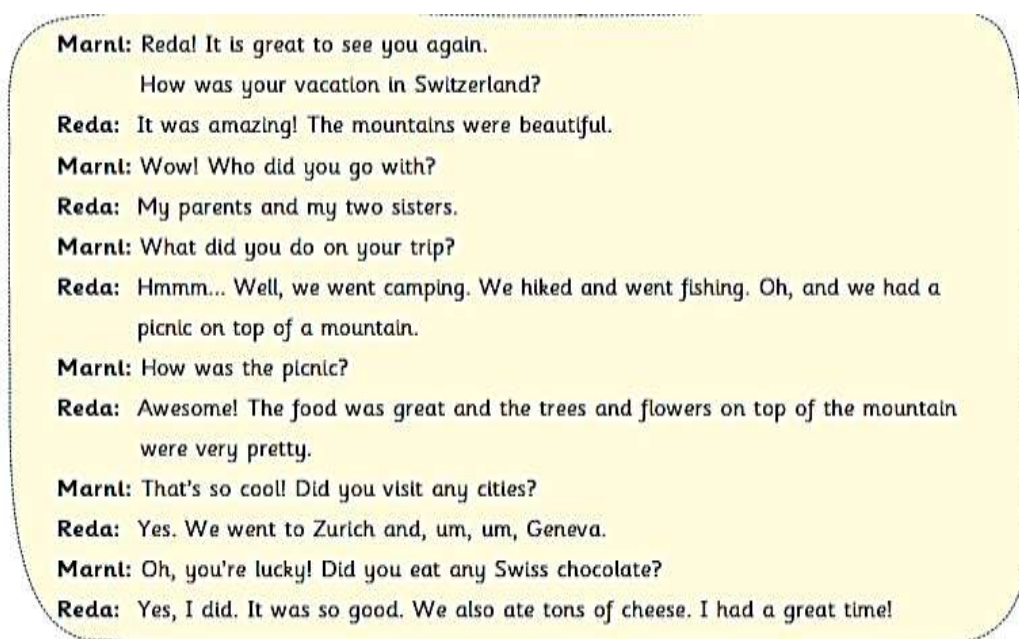 Marni: Reda! It is great to see you again.
How was your vacation in Switzerland?
Reda: It was amazing! The mountains were beautiful.
Marni: Wow! Who did you go with?
Reda: My parents and my two sisters.
Marni: What did you do on your trip?
Reda: Hmmm... Well, we went camping. We hiked and went fishing. Oh, and we had a
picnic on top of a mountain.
Marni: How was the picnic?
Reda: Awesome! The food was great and the trees and flowers on top of the mountain
were very pretty.
Marni: That's so cool! Did you visit any cities?
Reda: Yes. We went to Zurich and, um, um, Geneva.
Marni: Oh, you're lucky! Did you eat any Swiss chocolate?
Reda: Yes, I did. It was so good. We also ate tons of cheese. I had a great time!